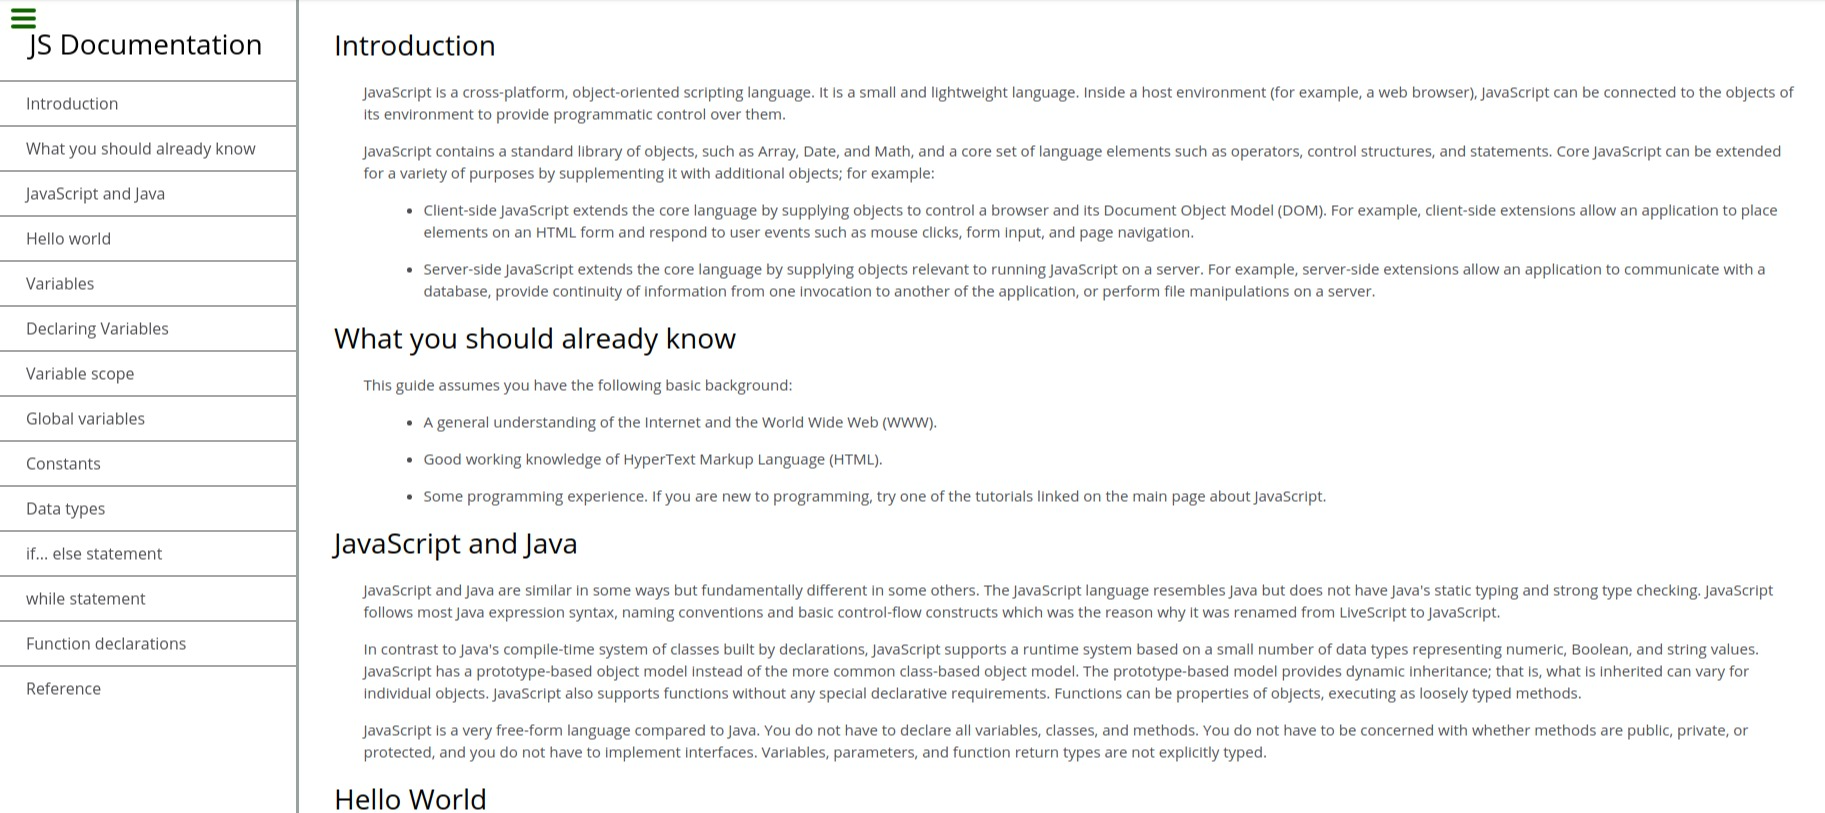 JS Documentation
Introduction
What you should already know
JavaScript and Java
Hello world
Variables
Declaring Variables
Variable scope
Global variables
Constants
Data types
if... else statement
while statement
Function declarations
Reference
Introduction
JavaScript is a cross-platform, object-oriented scripting language. It is a small and lightweight language. Inside a host environment (for example, a web browser), JavaScript can be connected to the objects of
its environment to provide programmatic control over them.
JavaScript contains a standard library of objects, such as Array, Date, and Math, and a core set of language elements such as operators, control structures, and statements. Core JavaScript can be extended
for a variety of purposes by supplementing it with additional objects; for example:
• Client-side JavaScript extends the core language by supplying objects to control a browser and its Document Object Model (DOM). For example, client-side extensions allow an application to place
elements on an HTML form and respond to user events such as mouse clicks, form input, and page navigation.
• Server-side JavaScript extends the core language by supplying objects relevant to running JavaScript on a server. For example, server-side extensions allow an application to communicate with a
database, provide continuity of information from one invocation to another of the application, or perform file manipulations on a server.
What you should already know
This guide assumes you have the following basic background:
• A general understanding of the Internet and the World Wide Web (WWW).
• Good working knowledge of HyperText Markup Language (HTML).
• Some programming experience. If you are new to programming, try one of the tutorials linked on the main page about JavaScript.
JavaScript and Java
JavaScript and Java are similar in some ways but fundamentally different in some others. The JavaScript language resembles Java but does not have Java's static typing and strong type checking. JavaScript
follows most Java expression syntax, naming conventions and basic control-flow constructs which was the reason why it was renamed from LiveScript to JavaScript.
In contrast to Java's compile-time system of classes built by declarations, JavaScript supports a runtime system based on a small number of data types representing numeric, Boolean, and string values.
JavaScript has a prototype-based object model instead of the more common class-based object model. The prototype-based model provides dynamic inheritance; that is, what is inherited can vary for
individual objects. JavaScript also supports functions without any special declarative requirements. Functions can be properties of objects, executing as loosely typed methods.
JavaScript is a very free-form language compared to Java. You do not have to declare all variables, classes, and methods. You do not have to be concerned with whether methods are public, private, or
protected, and you do not have to implement interfaces. Variables, parameters, and function return types are not explicitly typed.
Hello World